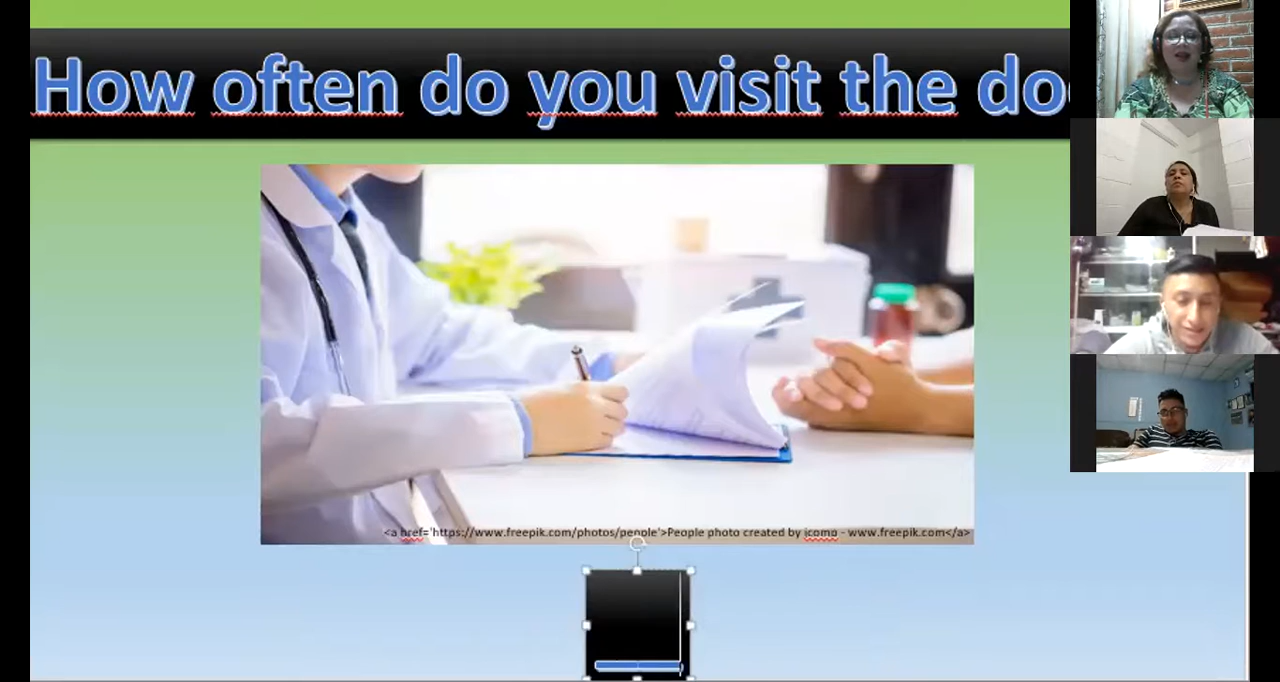 How often do you visit the do
<a href='https://www.freepik.com/photos/people'>People photo created by icomo - www.freepik.com</a>